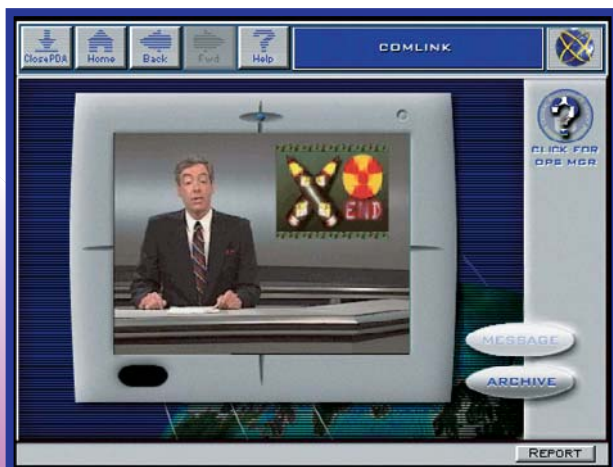 ClosePDA
Home
Back
Fwd
Help
COMLINK
CLICK FOR
OPS MGR
END
MESSAGE
ARCHIVE
REPORT